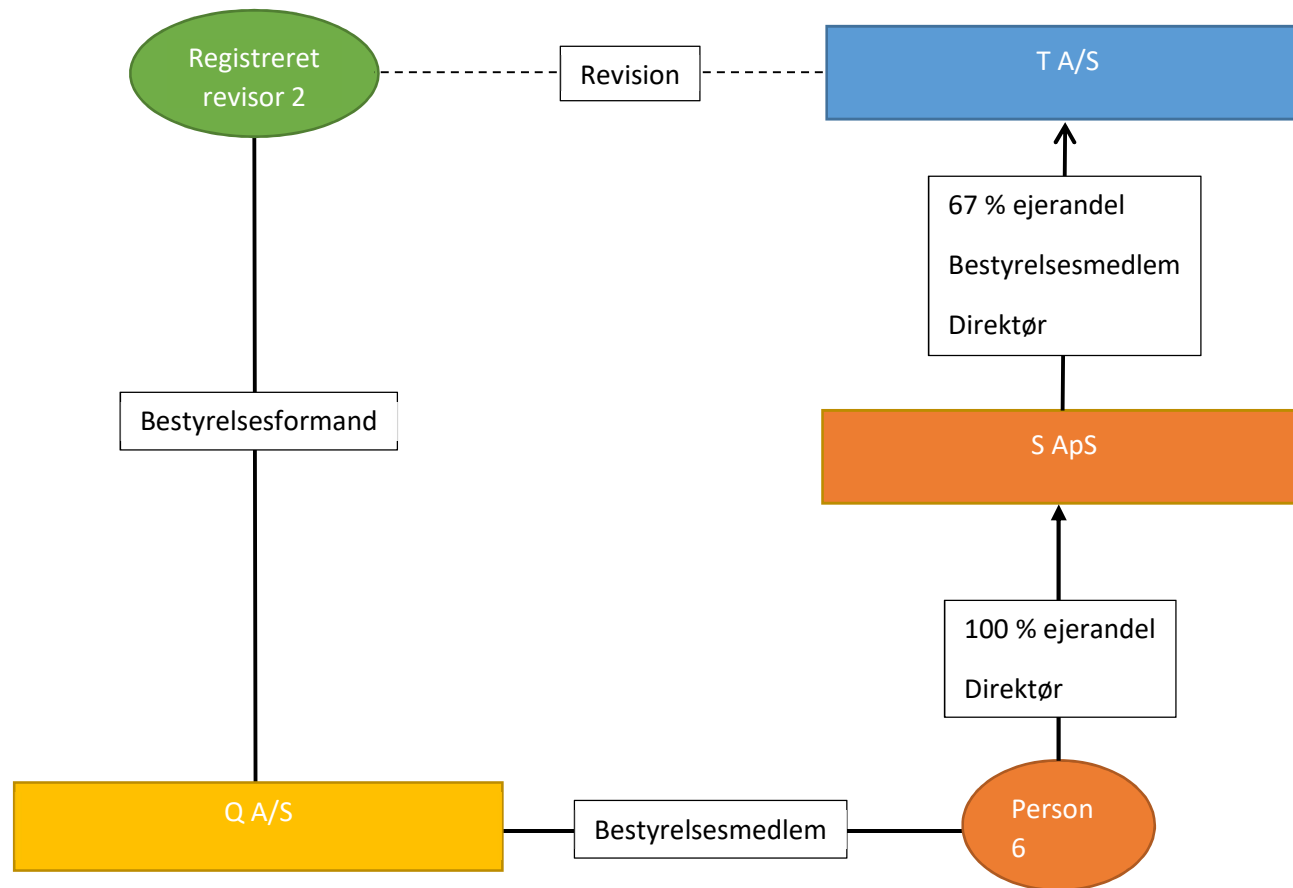 Registreret
revisor 2
Revision
T A/S
67 % ejerandel
Bestyrelsesmedlem
Direktør
Bestyrelsesformand
S ApS
100 % ejerandel
Direktør
Q A/S
Bestyrelsesmedlem
Person
6